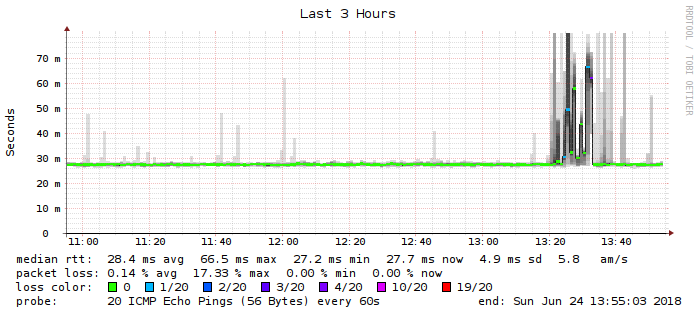 Last 3 Hours
RRDTOOL / TOBI OETIKER
Seconds
70 m
60 m
50 m
40 m
30 m
20 m
10 m
0
11:00 11:20 11:40 12:00 12:20 12:40 13:00 13:20 13:40
median rtt: 28.4 ms avg 66.5 ms max 27.2 ms min 27.7 ms now 4.9 ms sd 5.8 am/s
packet loss: 0.14 % avg 17.33 % max 0.00 % min 0.00 % now
loss color: 0 1/20 2/20 3/20 4/20 10/20 19/20
probe: 20 ICMP Echo Pings (56 Bytes) every 60s end: Sun Jun 24 13:55:03 2018